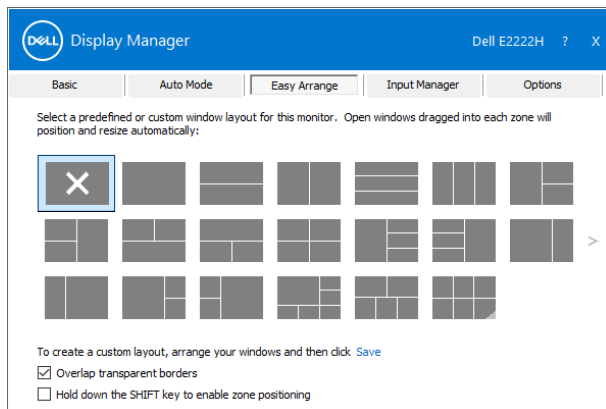 DELL Display Manager Dell E2222H ? X
Basic Auto Mode Easy Arrange Input Manager Options
Select a predefined or custom window layout for this monitor. Open windows dragged into each zone will
position and resize automatically:
>
To create a custom layout, arrange your windows and then click Save
Overlap transparent borders
Hold down the SHIFT key to enable zone positioning